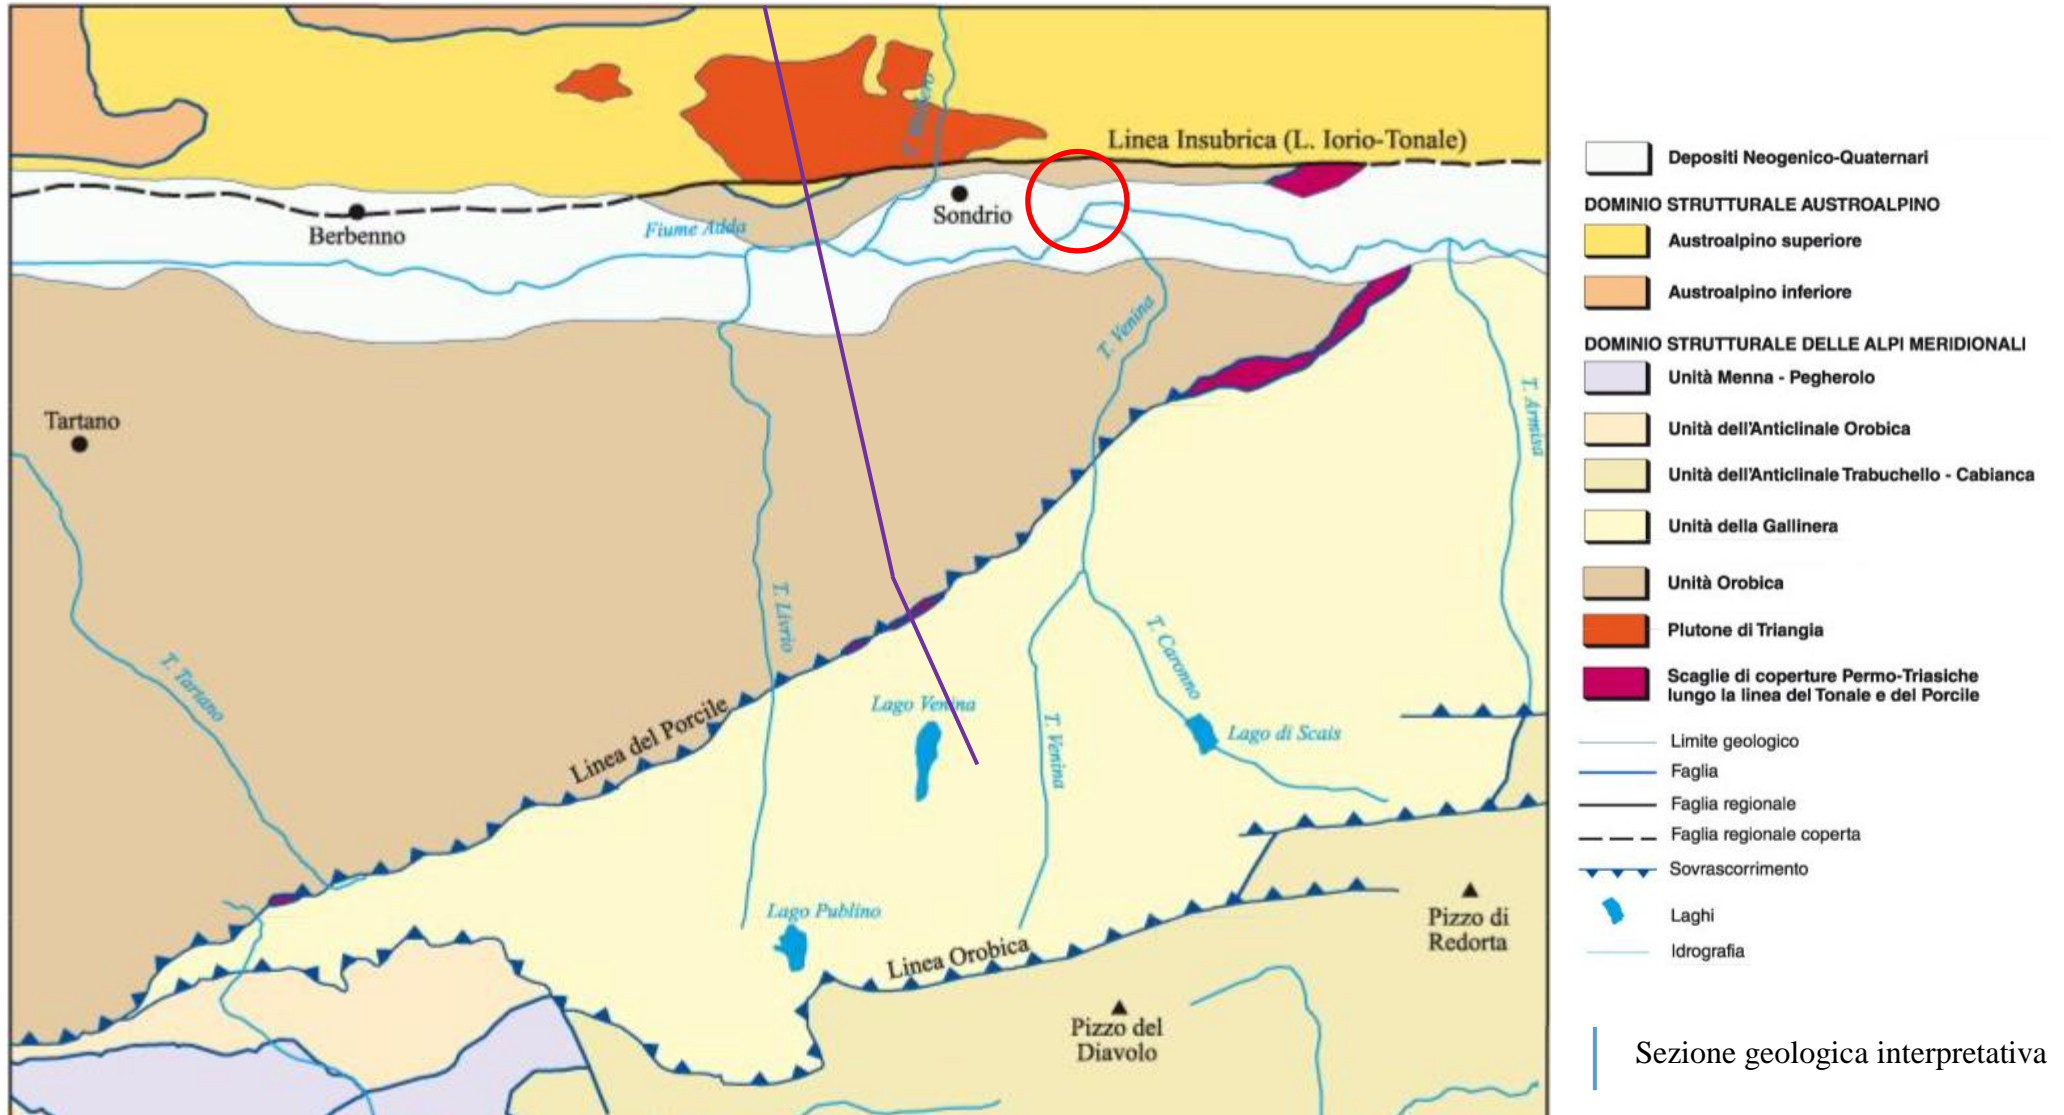 Linea Insubrica (L. Iorio-Tonale)
Sondrio
Berbenno
Fiume Adda
T. Venina
T. Armisa
Tartano
T. Livrio
T. Tartano
T. Caronno
Lago Venina
Lago di Scais
T. Venina
Linea del Porcile
Lago Publino
Linea Orobica
Pizzo di
Redorta
Pizzo del
Diavolo
Depositi Neogenico-Quaternari
DOMINIO STRUTTURALE AUSTROALPINO
Austroalpino superiore
Austroalpino inferiore
DOMINIO STRUTTURALE DELLE ALPI MERIDIONALI
Unità Menna - Pegherolo
Unità dell'Anticlinale Orobica
Unità dell'Anticlinale Trabuchello - Cabianca
Unità della Gallinera
Unità Orobica
Plutone di Triangia
Scaglie di coperture Permo-Triasiche
lungo la linea del Tonale e del Porcile
Limite geologico
Faglia
Faglia regionale
Faglia regionale coperta
Sovrascorrimento
Laghi
Idrografia
Sezione geologica interpretativa